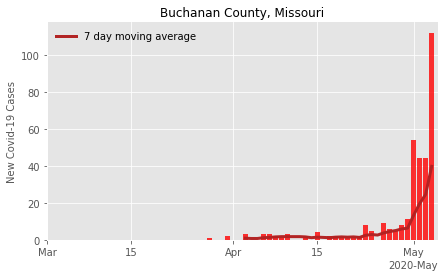 Buchanan County, Missouri
7 day moving average
New Covid-19 Cases
100
80
60
40
20
0
Mar 15 Apr 15 May
2020-May